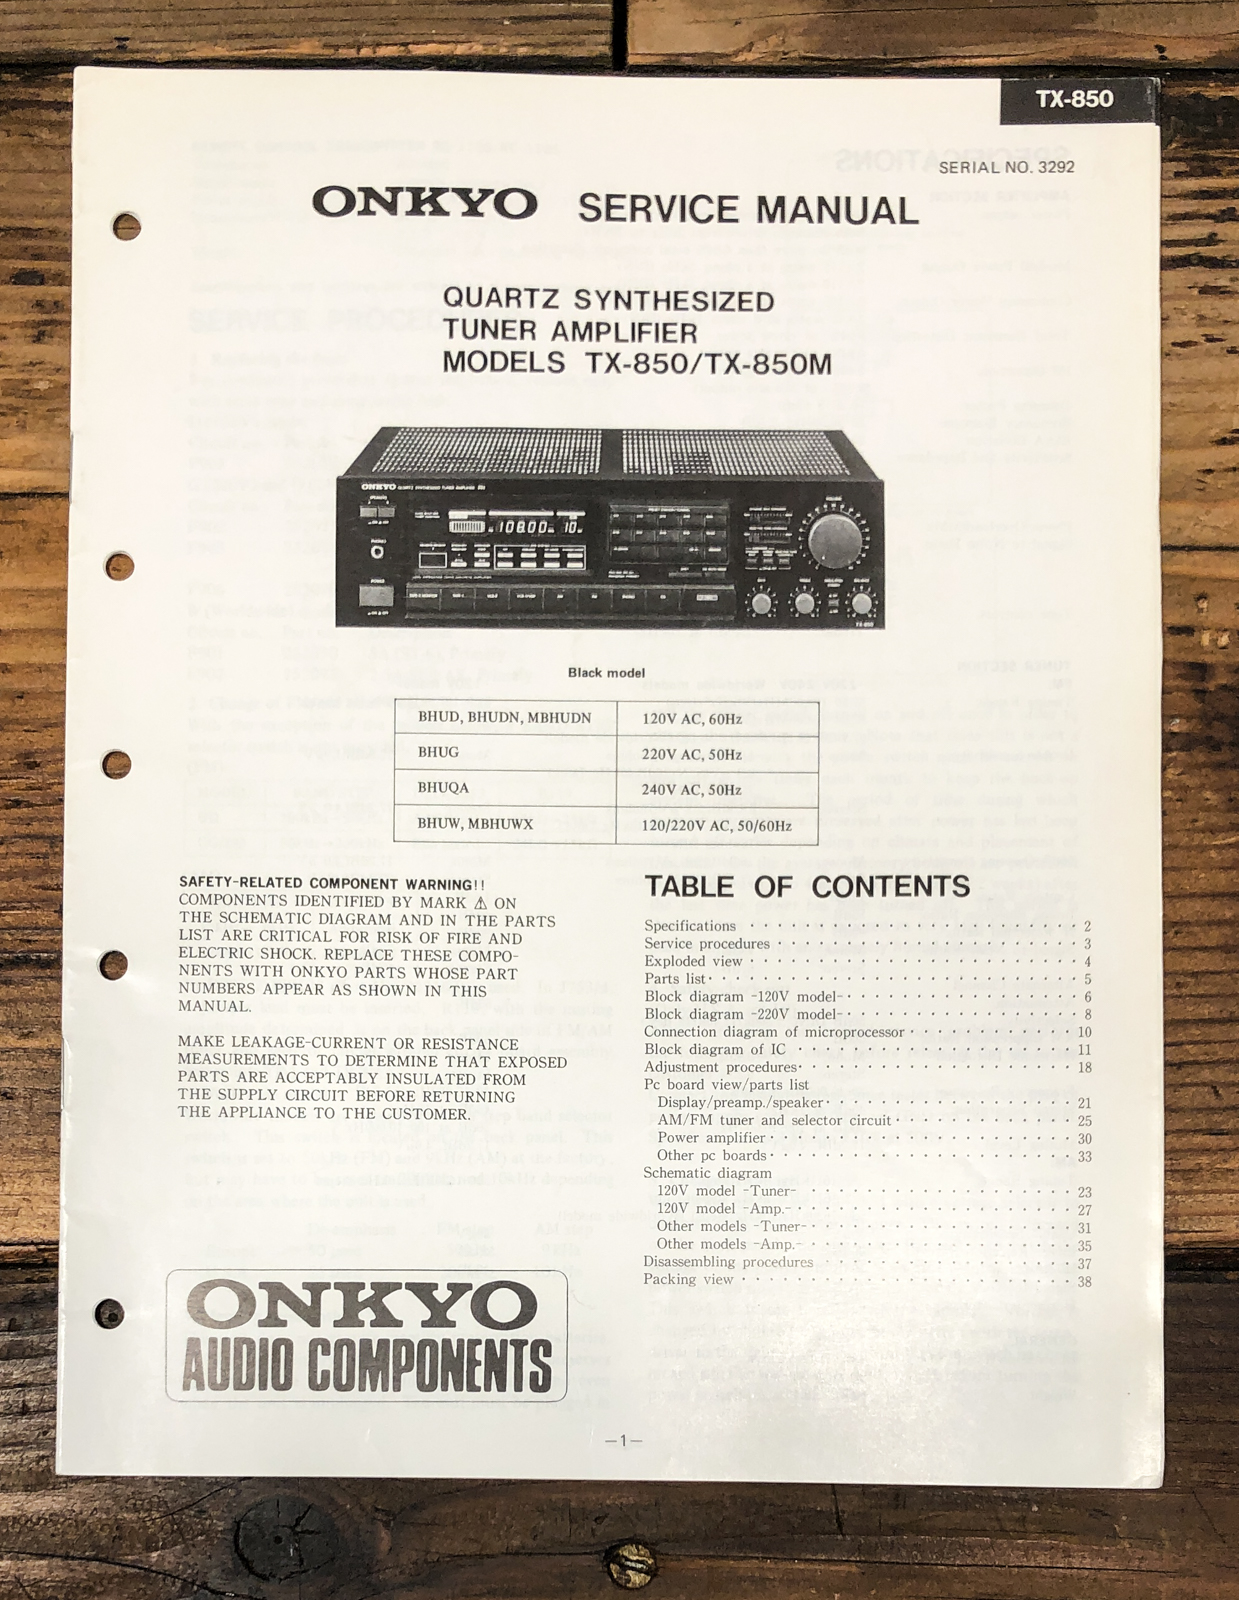 TX-850
SERIAL NO. 3292
ONKYO SERVICE MANUAL
QUARTZ SYNTHESIZED
TUNER AMPLIFIER
MODELS TX-850/TX-850M
ONKYO
108.00 10
TX-850
Black model
BHUD, BHUDN, MBHUDN 120V AC, 60Hz
BHUG 220V AC, 50Hz
BHUQA 240V AC, 50Hz
BHUW, MBHUWX 120/220V AC, 50/60Hz
SAFETY-RELATED COMPONENT WARNING!!
COMPONENTS IDENTIFIED BY MARK ⚠ ON
THE SCHEMATIC DIAGRAM AND IN THE PARTS
LIST ARE CRITICAL FOR RISK OF FIRE AND
ELECTRIC SHOCK. REPLACE THESE COMPO-
NENTS WITH ONKYO PARTS WHOSE PART
NUMBERS APPEAR AS SHOWN IN THIS
MANUAL.
MAKE LEAKAGE-CURRENT OR RESISTANCE
MEASUREMENTS TO DETERMINE THAT EXPOSED
PARTS ARE ACCEPTABLY INSULATED FROM
THE SUPPLY CIRCUIT BEFORE RETURNING
THE APPLIANCE TO THE CUSTOMER.
TABLE OF CONTENTS
Specifications 2
Service procedures 3
Exploded view 4
Parts list 5
Block diagram -120V model- 6
Block diagram -220V model- 8
Connection diagram of microprocessor 10
Block diagram of IC 11
Adjustment procedures 18
Pc board view/parts list
Display/preamp./speaker 21
AM/FM tuner and selector circuit 25
Power amplifier 30
Other pc boards 33
Schematic diagram
120V model -Tuner- 23
120V model -Amp.- 27
Other models -Tuner- 31
Other models -Amp.- 35
Disassembling procedures 37
Packing view 38
ONKYO
AUDIO COMPONENTS
-1-